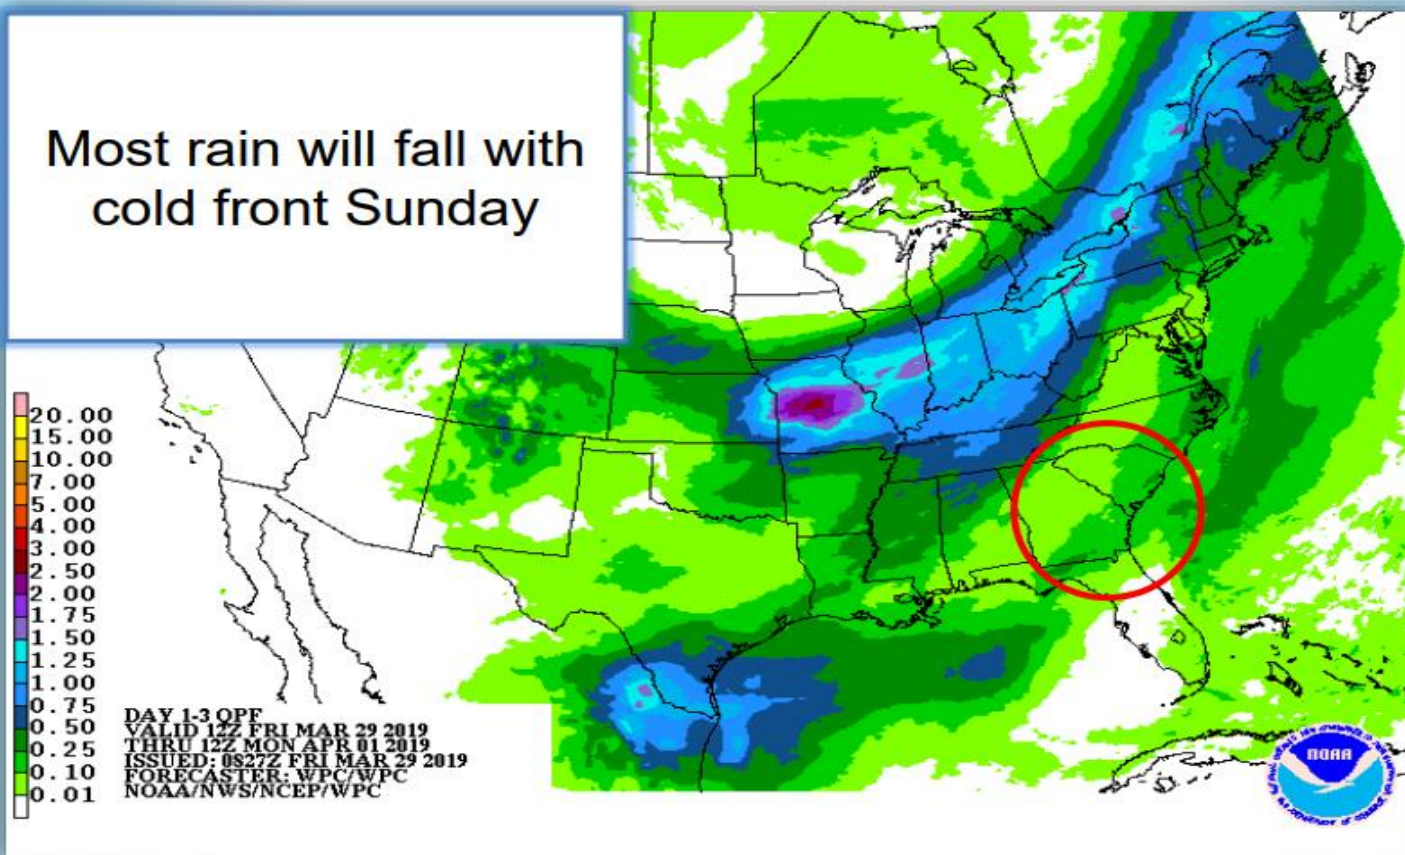 Most rain will fall with
cold front Sunday
20.00
15.00
10.00
7.00
5.00
4.00
3.00
2.50
2.00
1.75
1.50
1.25
1.00
0.75
0.50
0.25
0.10
0.01
DAY 1-3 QPF
VALID 12Z FRI MAR 29 2019
THRU 12Z MON APR 01 2019
ISSUED: 0827Z FRI MAR 29 2019
FORECASTER: WPC/WPC
NOAA/NWS/NCEP/WPC
NOAA